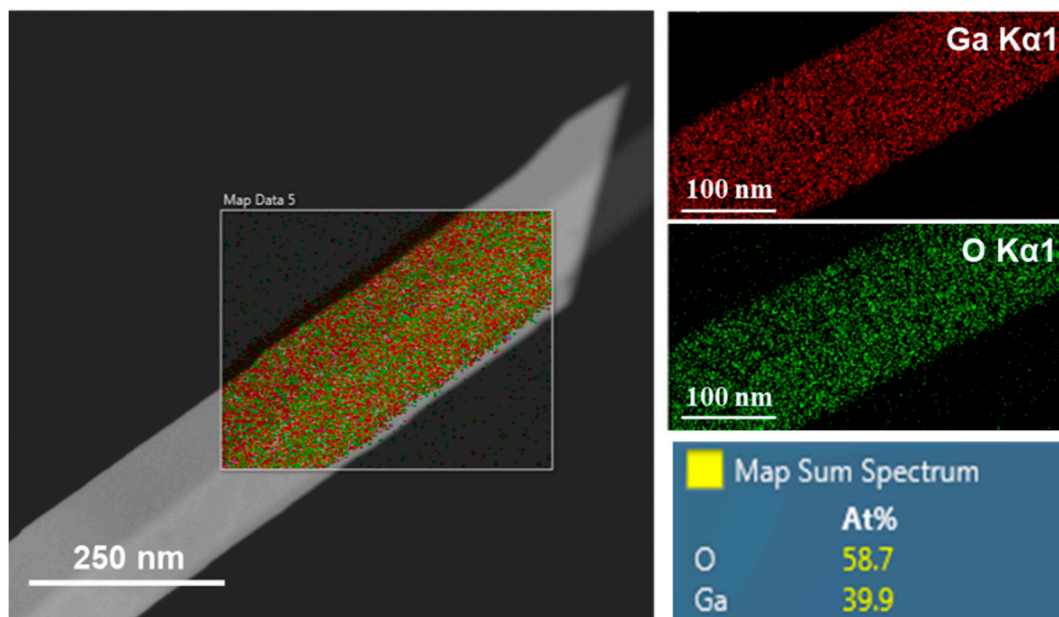 Map Data 5
250 nm
Ga Kα1
100 nm
O Kα1
100 nm
Map Sum Spectrum
At%
O 58.7
Ga 39.9